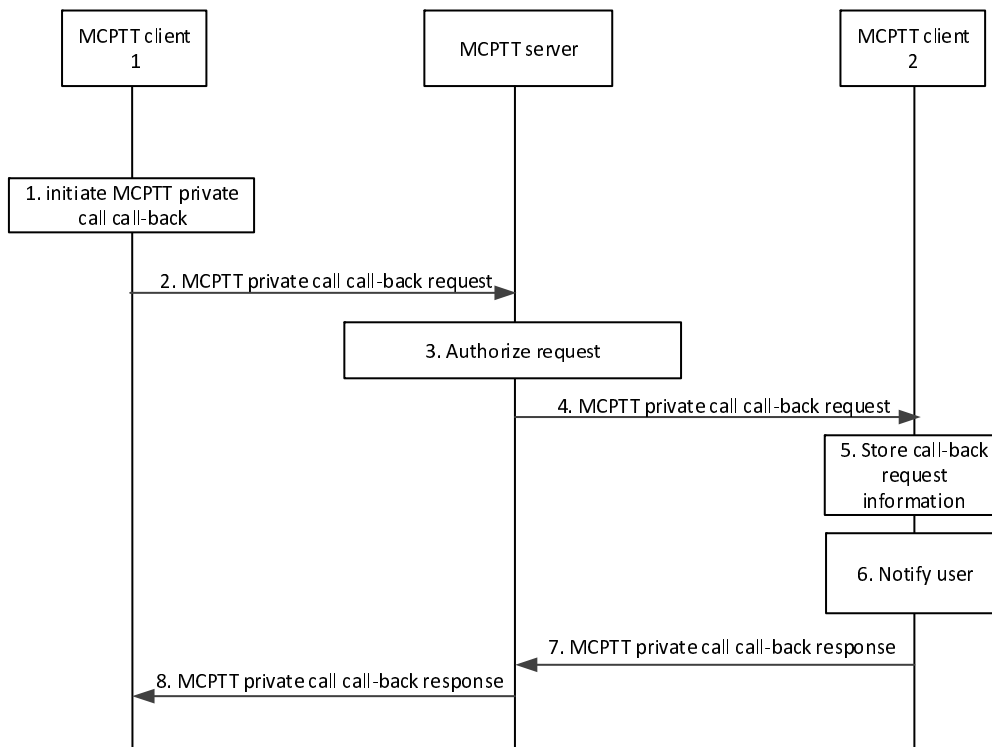 MCPTT client
1
MCPTT server
MCPTT client
2
1. initiate MCPTT private
call call-back
2. MCPTT private call call-back request
3. Authorize request
4. MCPTT private call call-back request
5. Store call-back
request
information
6. Notify user
7. MCPTT private call call-back response
8. MCPTT private call call-back response